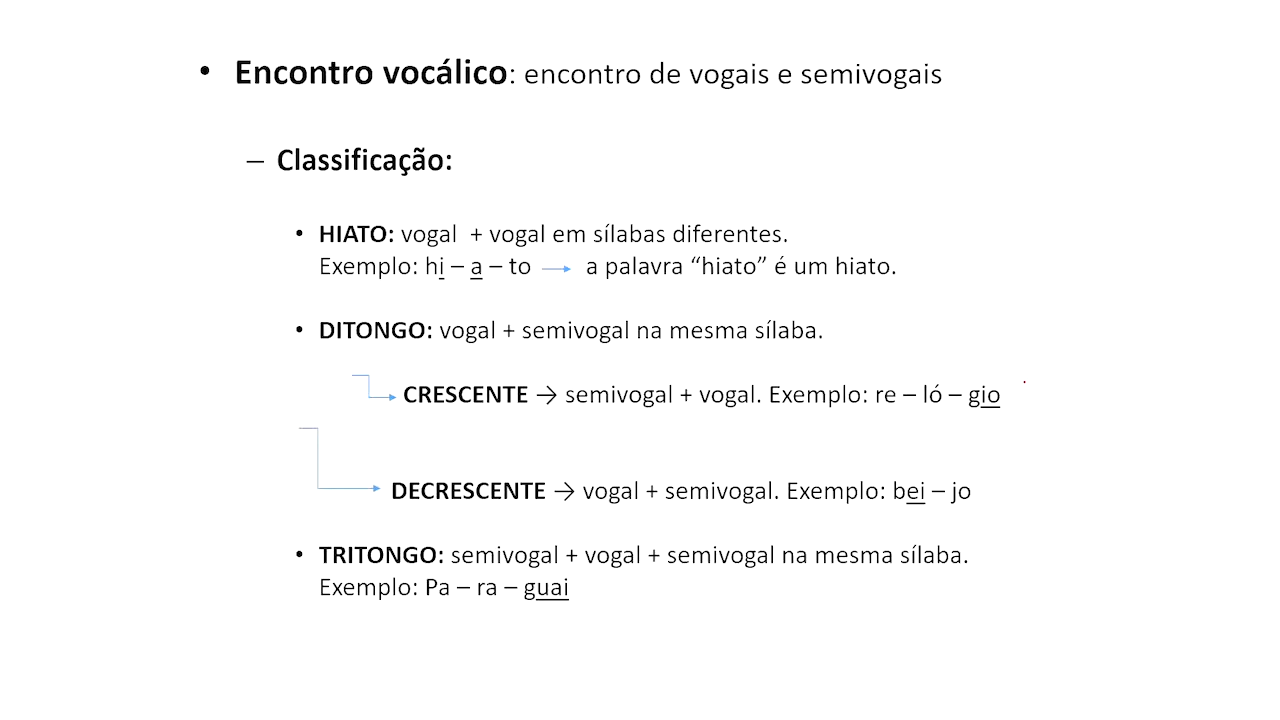 • Encontro vocálico: encontro de vogais e semivogais
– Classificação:
• HIATO: vogal + vogal em sílabas diferentes.
Exemplo: hi – a – to → a palavra “hiato” é um hiato.
• DITONGO: vogal + semivogal na mesma sílaba.
CRESCENTE → semivogal + vogal. Exemplo: re – ló – gio
DECRESCENTE → vogal + semivogal. Exemplo: bei – jo
• TRITONGO: semivogal + vogal + semivogal na mesma sílaba.
Exemplo: Pa – ra – guai